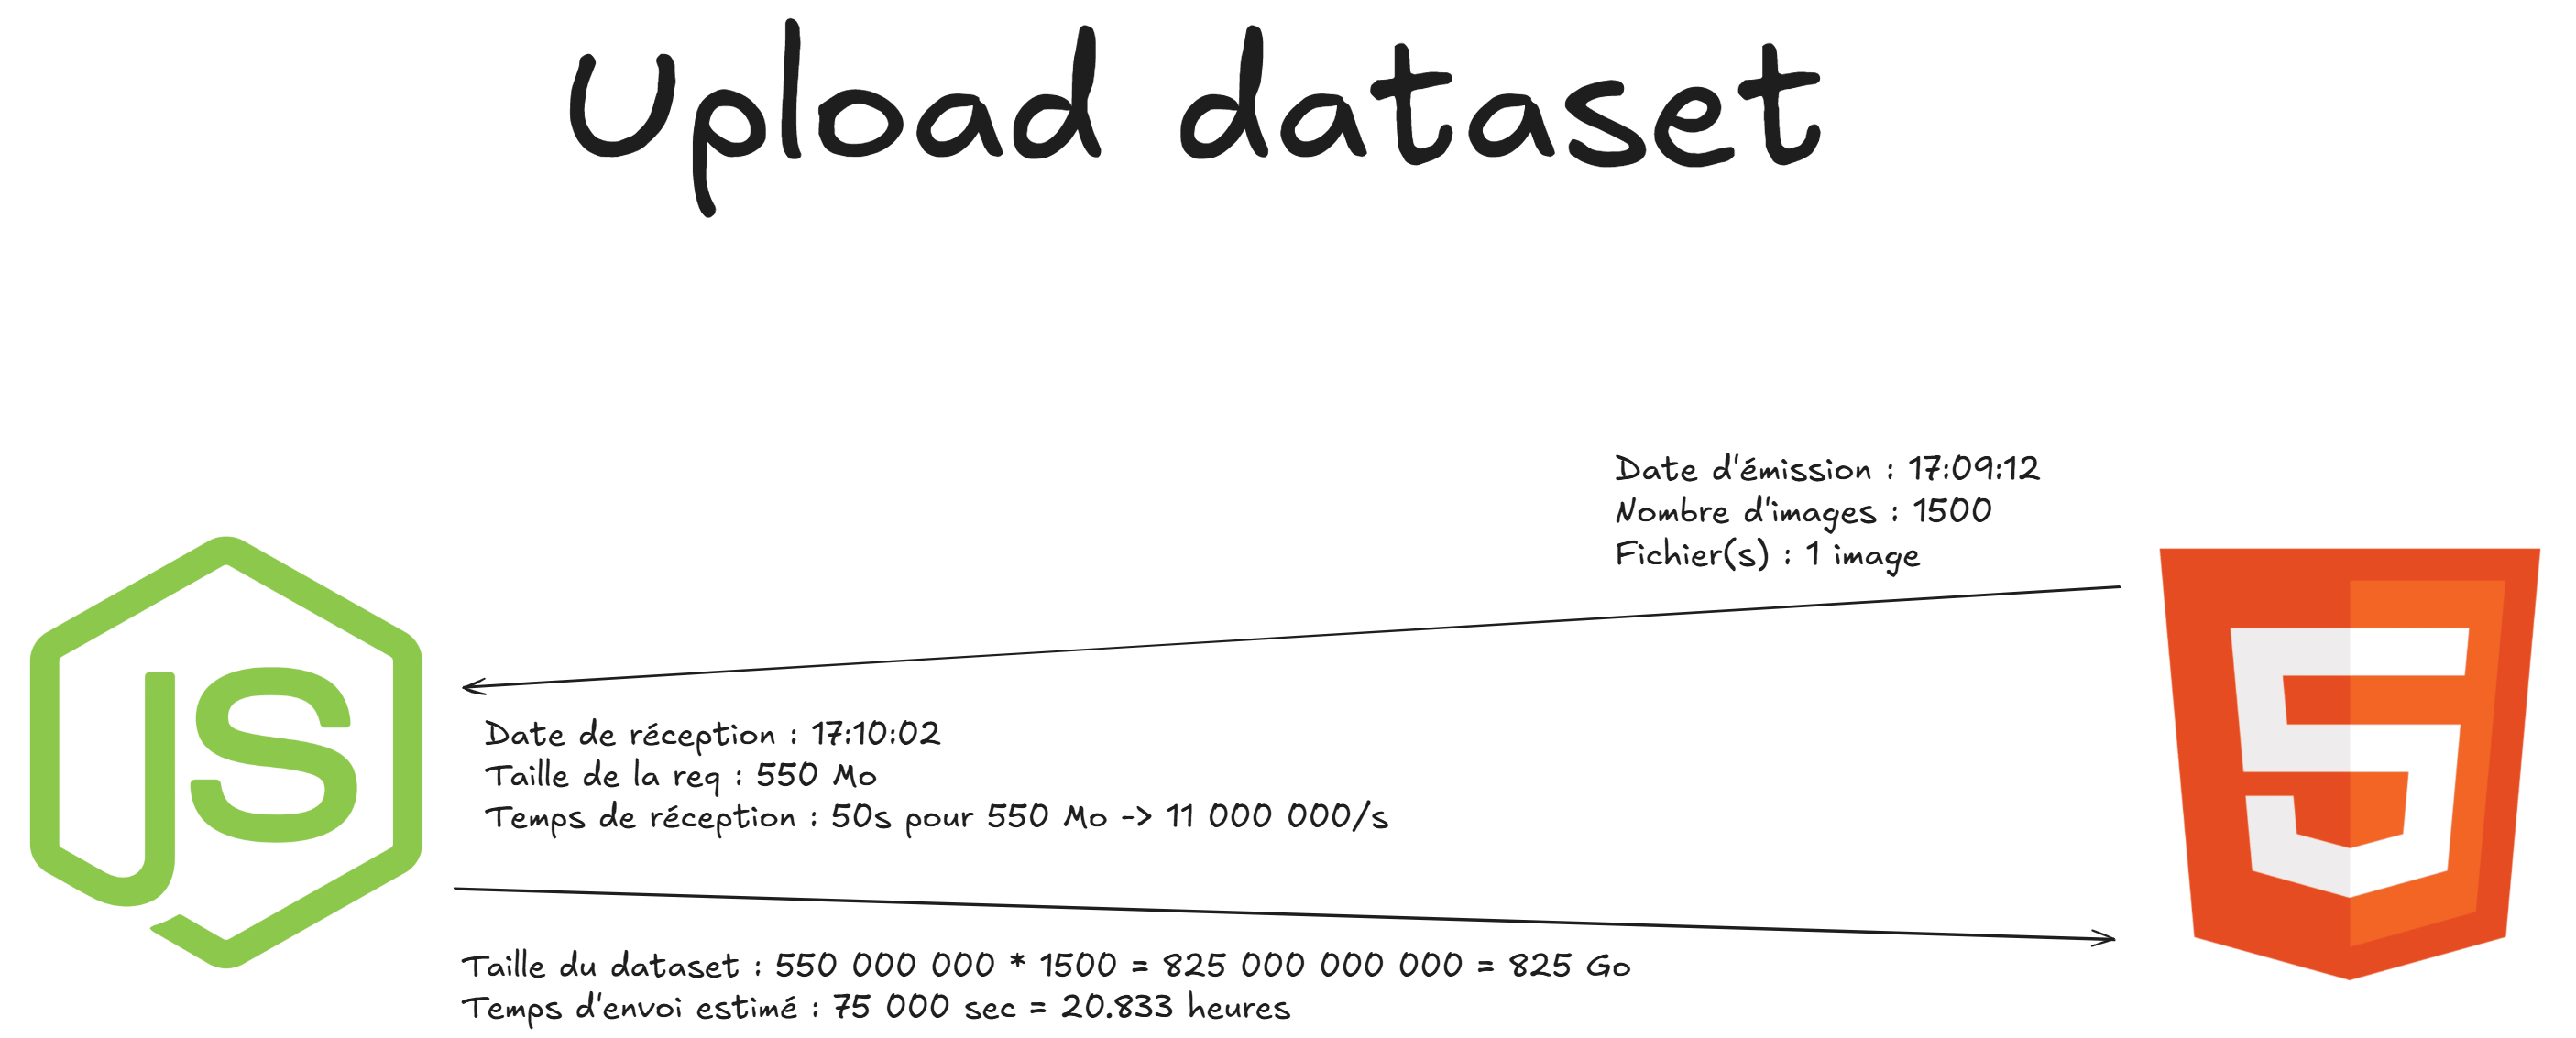 Upload dataset
Date d'émission : 17:09:12
Nombre d'images : 1500
Fichier(s) : 1 image
JS
5
Date de réception : 17:10:02
Taille de la req : 550 Mo
Temps de réception : 50s pour 550 Mo -> 11 000 000/s
Taille du dataset : 550 000 000 * 1500 = 825 000 000 000 = 825 Go
Temps d'envoi estimé : 75 000 sec = 20.833 heures